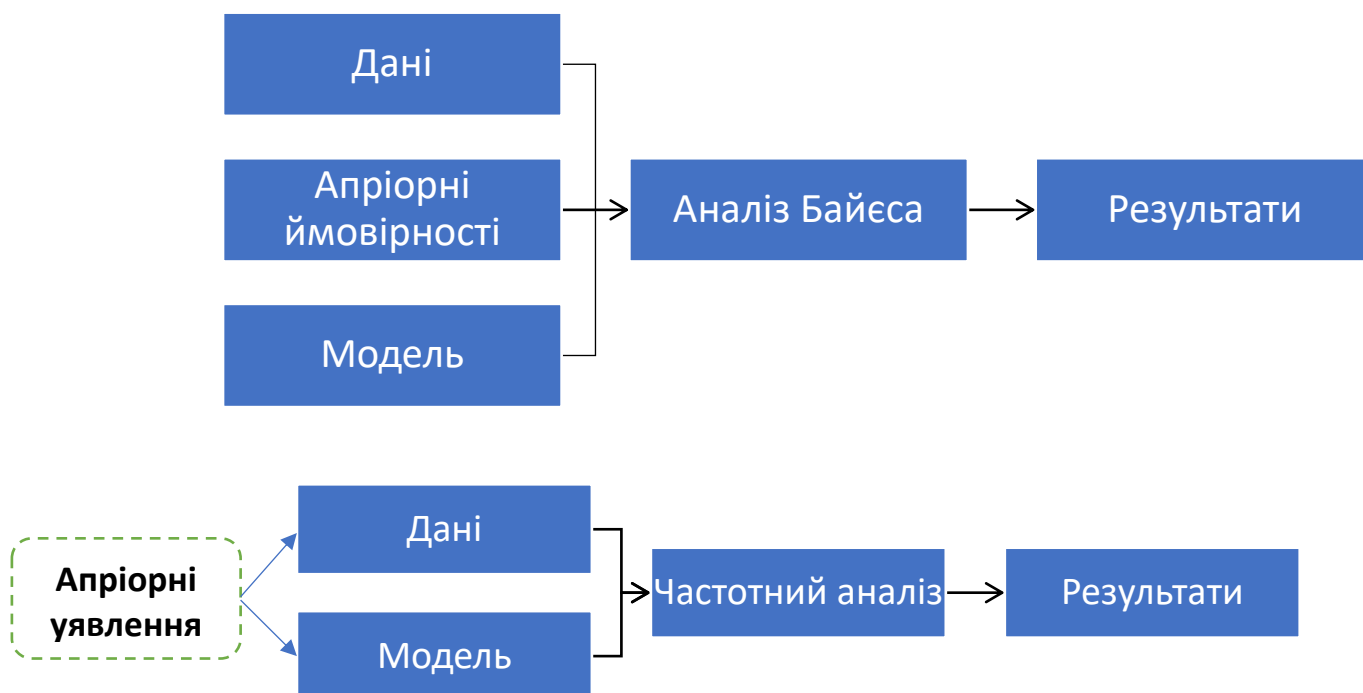 Дані
Апріорні
ймовірності
Аналіз Байєса
Результати
Модель
Дані
Апріорні
уявлення
Частотний аналіз
Результати
Модель